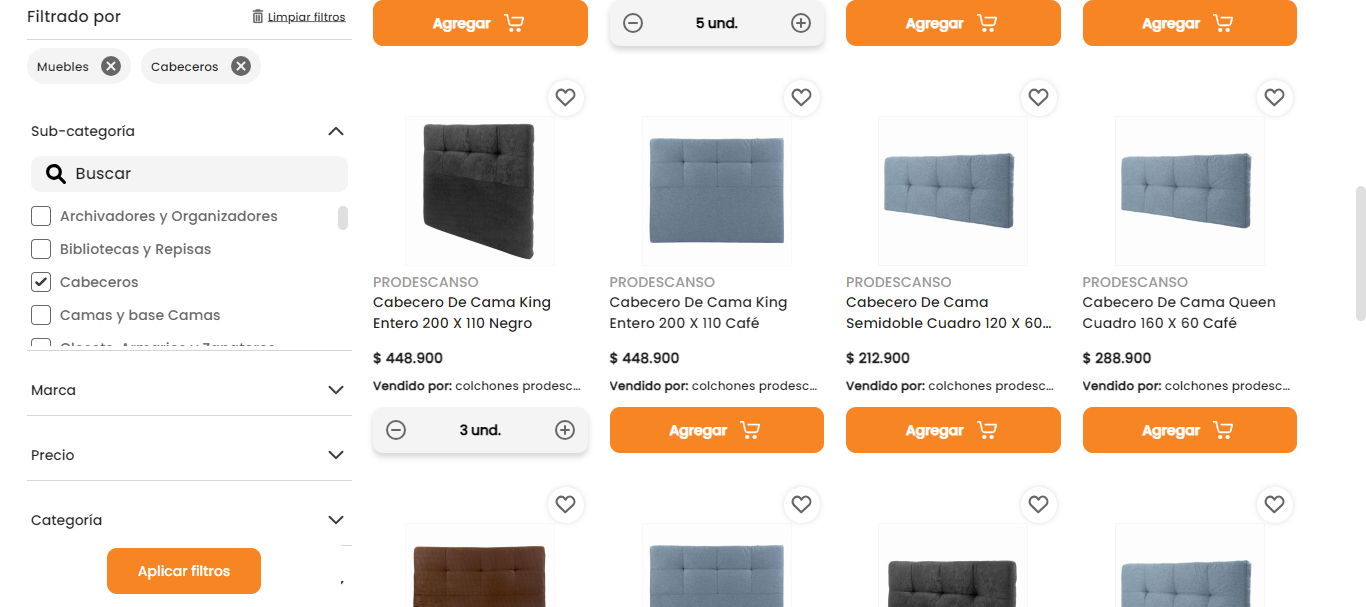 Filtrado por
Limpiar filtros
Muebles
Cabeceros
Sub-categoría
Buscar
Archivadores y Organizadores
Bibliotecas y Repisas
Cabeceros
Camas y base Camas
Closets, Armarios y Zapateros
Marca
Precio
Categoría
Aplicar filtros
Agregar
5 und.
Agregar
Agregar
PRODESCANSO
Cabecero De Cama King
Entero 200 X 110 Negro
$ 448.900
Vendido por: colchones prodesc...
3 und.
PRODESCANSO
Cabecero De Cama King
Entero 200 X 110 Café
$ 448.900
Vendido por: colchones prodesc...
Agregar
PRODESCANSO
Cabecero De Cama
Semidoble Cuadro 120 X 60...
$ 212.900
Vendido por: colchones prodesc...
Agregar
PRODESCANSO
Cabecero De Cama Queen
Cuadro 160 X 60 Café
$ 288.900
Vendido por: colchones prodesc...
Agregar